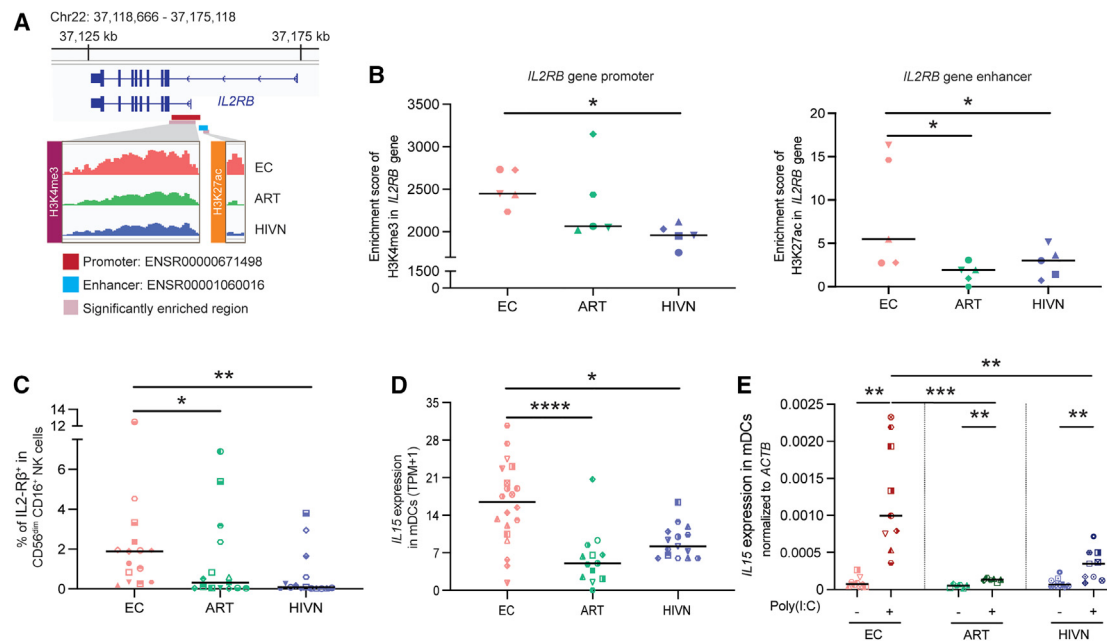 A
Chr22: 37,118,666 - 37,175,118
37,125 kb
37,175 kb
IL2RB
H3K4me3
H3K27ac
EC
ART
HIVN
Promoter: ENSR00000671498
Enhancer: ENSR00001060016
Significantly enriched region
B
IL2RB gene promoter
Enrichment score of
H3K4me3 in IL2RB gene
3500
3000
2500
2000
1500
0
*
EC
ART
HIVN
IL2RB gene enhancer
Enrichment score of
H3K27ac in IL2RB gene
20
15
10
5
0
*
*
EC
ART
HIVN
C
% of IL2-Rβ+ in
CD56dim CD16+ NK cells
14
12
6
4
2
0
**
*
EC
ART
HIVN
D
IL15 expression
in mDCs (TPM+1)
35
28
21
14
7
0
*
****
EC
ART
HIVN
E
IL15 expression in mDCs
normalized to ACTB
0.0025
0.0020
0.0015
0.0010
0.0005
0.0000
**
***
**
**
**
Poly(I:C)
- + - + - +
EC
ART
HIVN